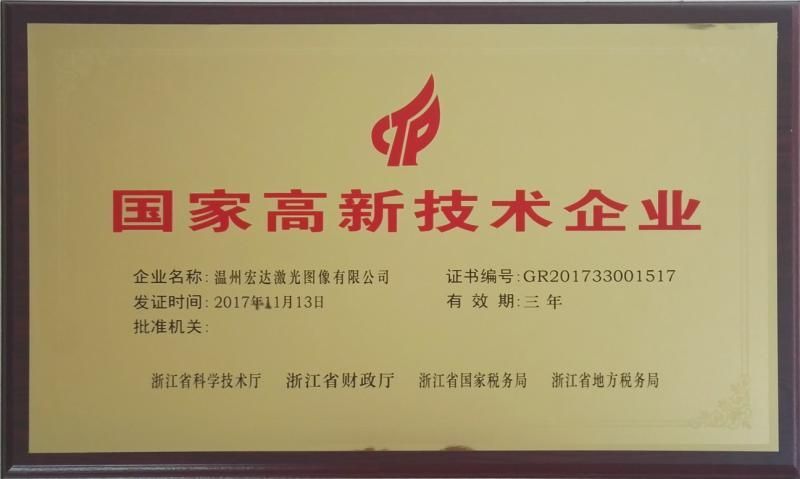 CTP
国家高新技术企业
企业名称: 温州宏达激光图像有限公司
证书编号: GR201733001517
发证时间: 2017年11月13日
有 效 期: 三 年
批准机关:
浙江省科学技术厅 浙江省财政厅 浙江省国家税务局 浙江省地方税务局